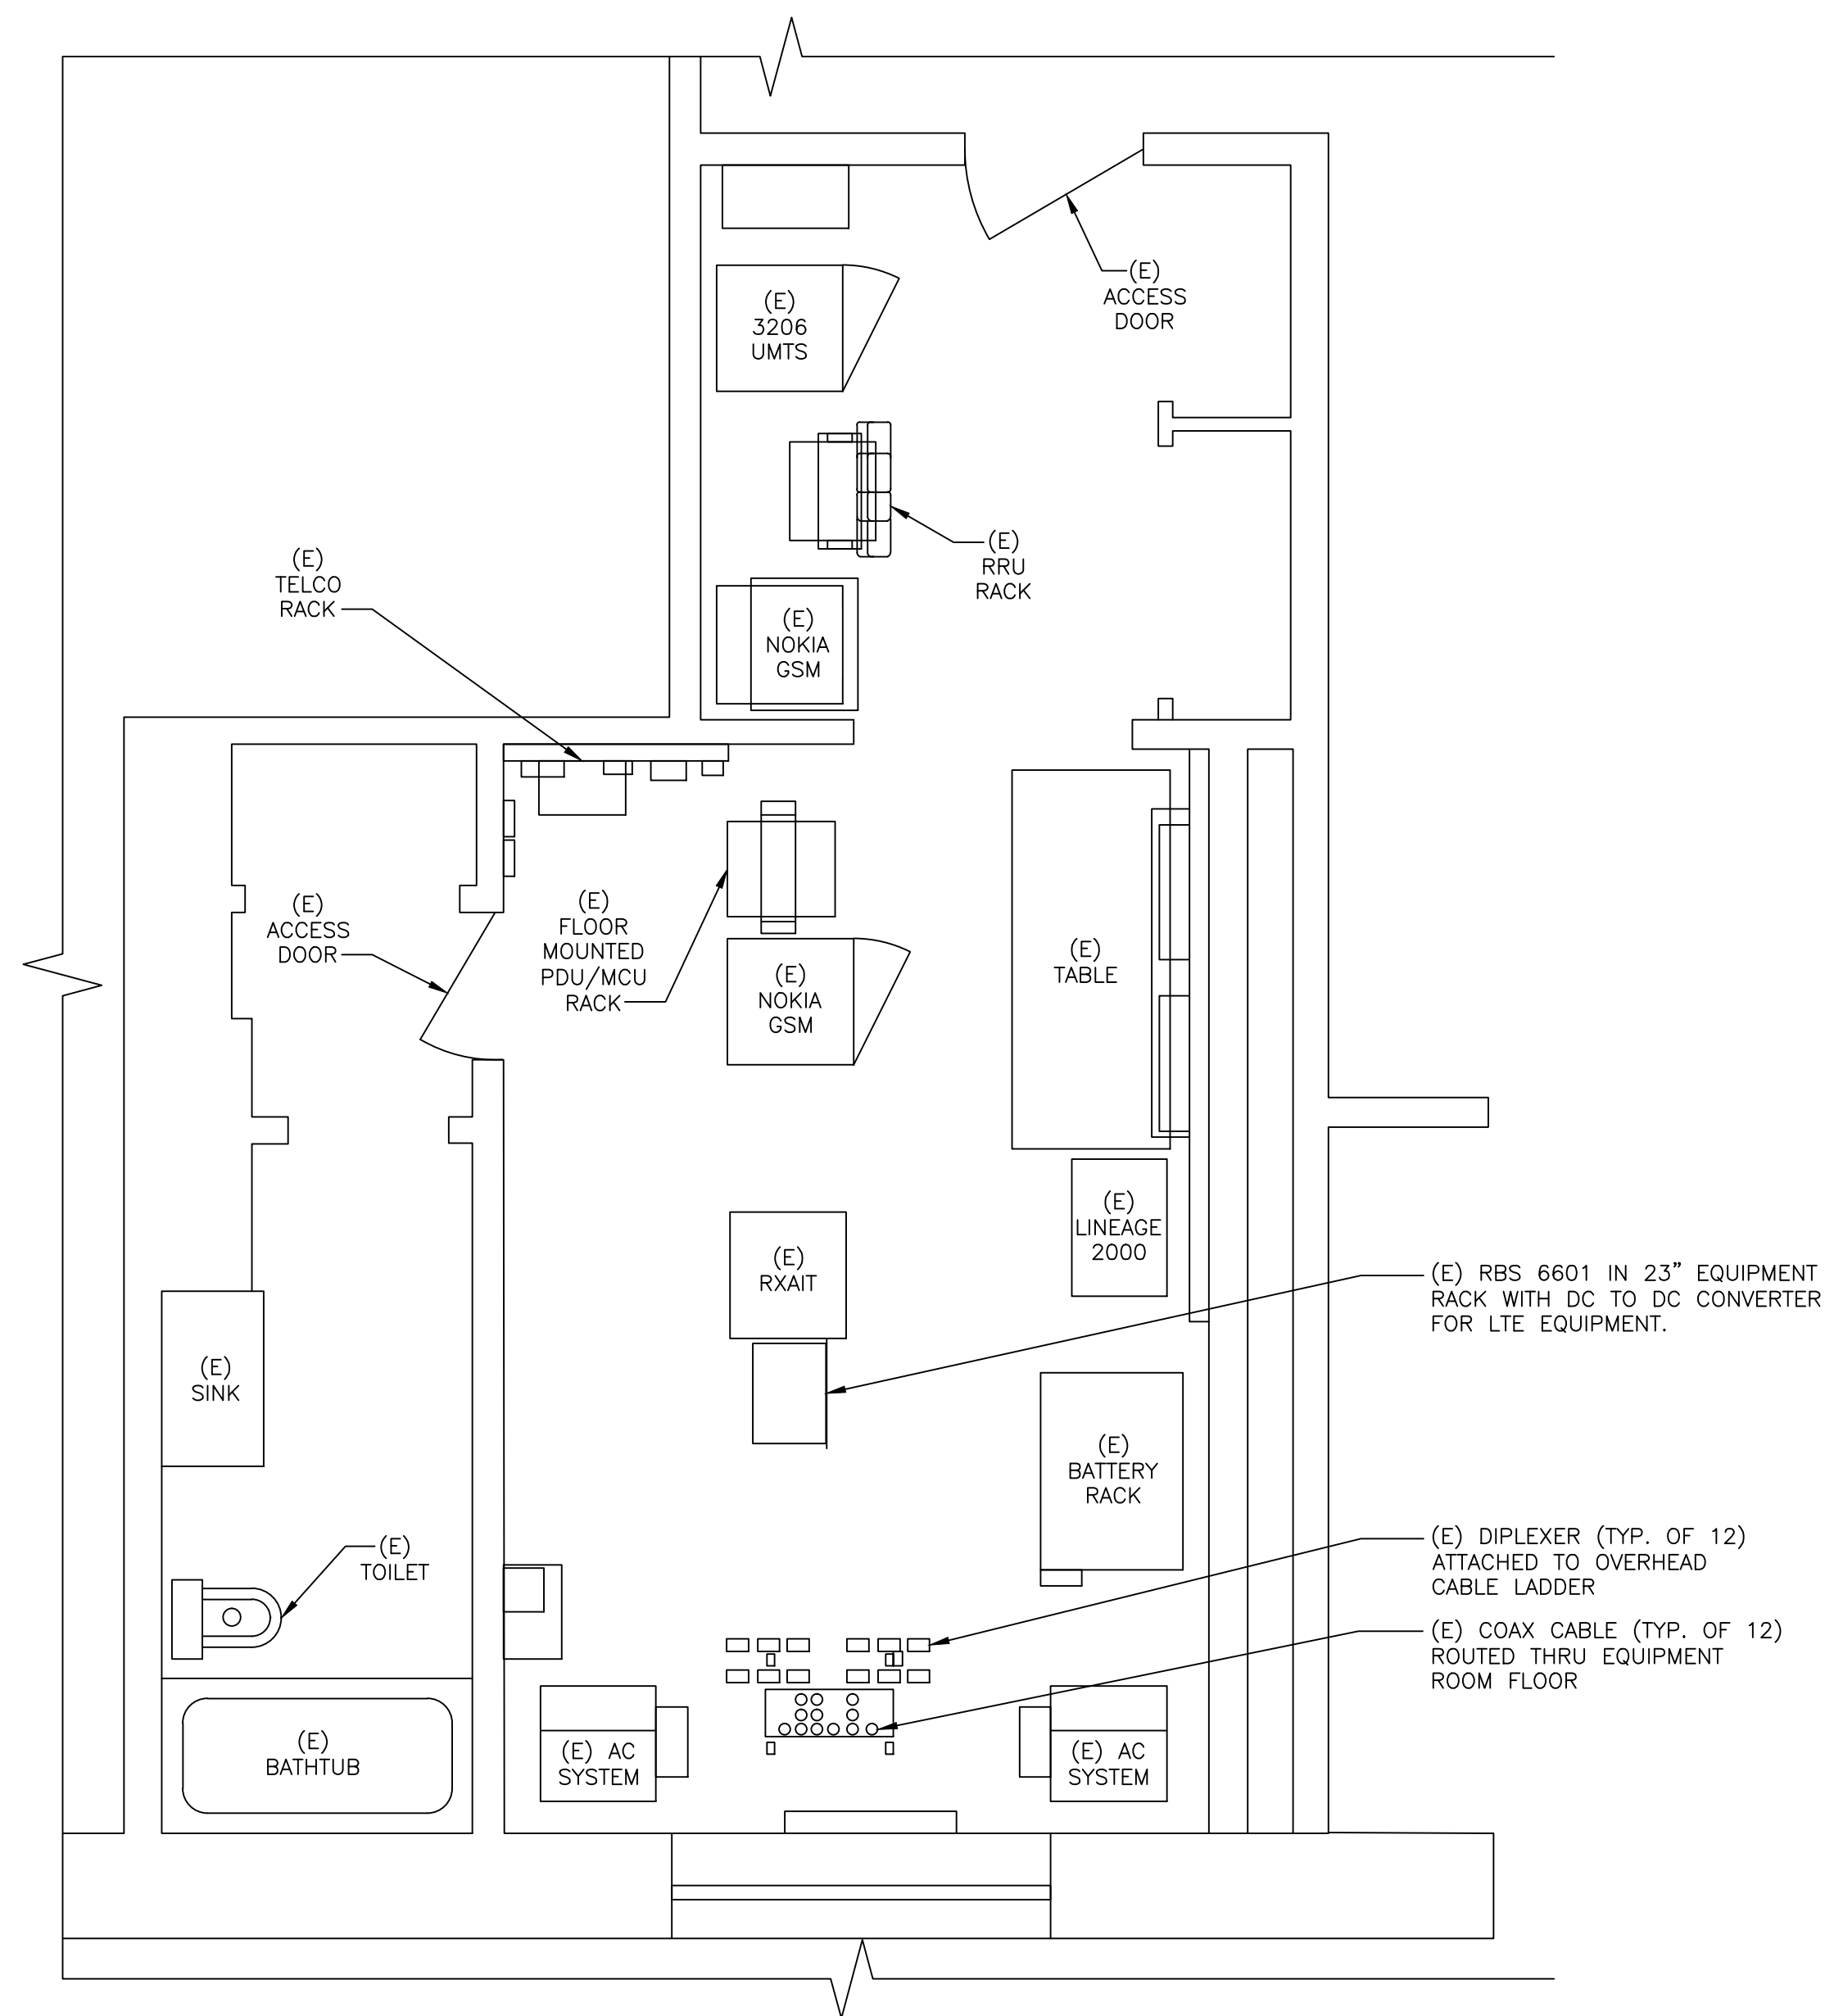 (E)
ACCESS
DOOR
(E)
3206
UMTS
(E)
RRU
RACK
(E)
TELCO
RACK
(E)
NOKIA
GSM
(E)
ACCESS
DOOR
(E)
FLOOR
MOUNTED
PDU/MCU
RACK
(E)
NOKIA
GSM
(E)
TABLE
(E)
LINEAGE
2000
(E)
RXAIT
(E) RBS 6601 IN 23" EQUIPMENT
RACK WITH DC TO DC CONVERTER
FOR LTE EQUIPMENT.
(E)
SINK
(E)
BATTERY
RACK
(E)
TOILET
(E) DIPLEXER (TYP. OF 12)
ATTACHED TO OVERHEAD
CABLE LADDER
(E) COAX CABLE (TYP. OF 12)
ROUTED THRU EQUIPMENT
ROOM FLOOR
(E)
BATHTUB
(E) AC
SYSTEM
(E) AC
SYSTEM